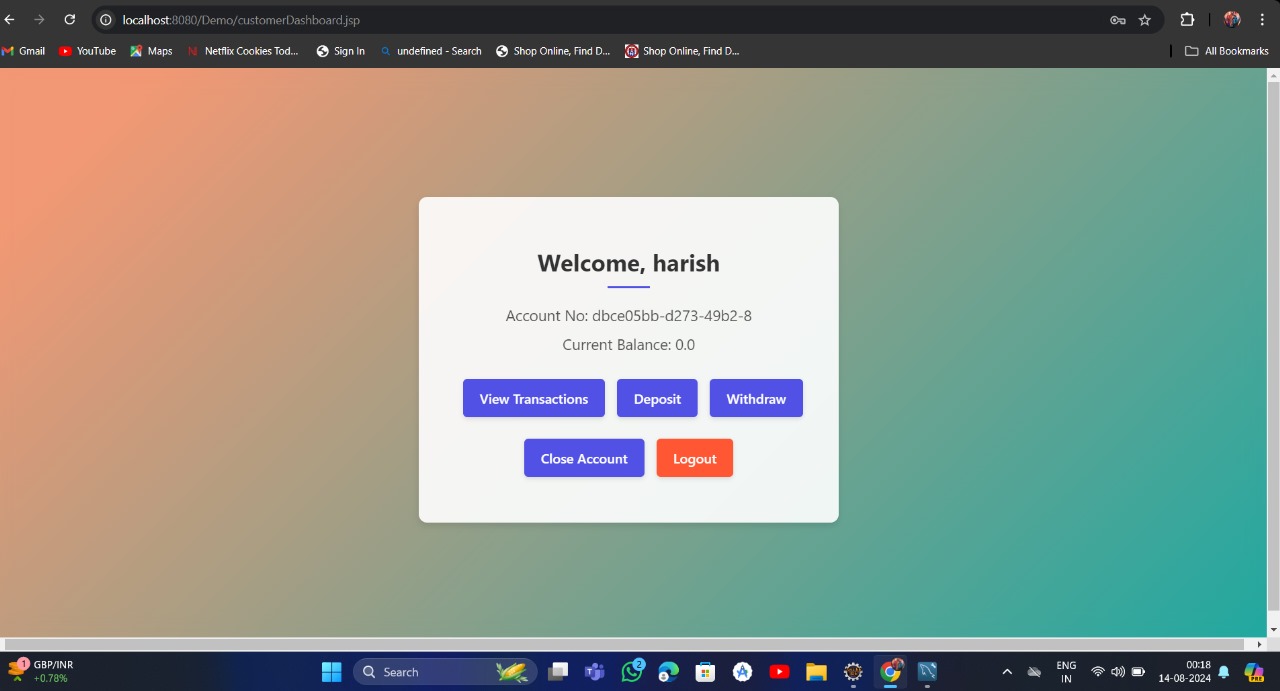 localhost:8080/Demo/customerDashboard.jsp
Gmail YouTube Maps Netflix Cookies Tod... Sign In undefined - Search Shop Online, Find D... Shop Online, Find D... All Bookmarks
Welcome, harish
Account No: dbce05bb-d273-49b2-8
Current Balance: 0.0
View Transactions Deposit Withdraw
Close Account Logout
1 GBP/INR
+0.78%
Search
2
ENG
IN
00:18
14-08-2024
PRE